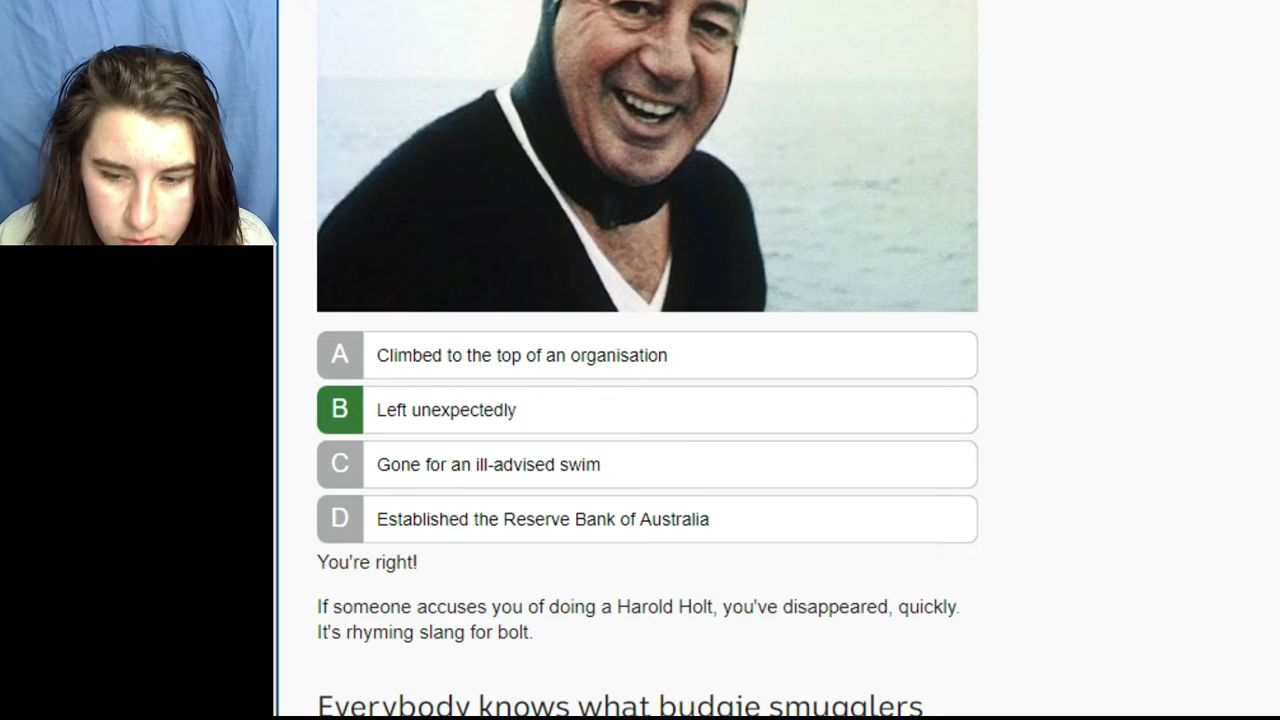 A Climbed to the top of an organisation
B Left unexpectedly
C Gone for an ill-advised swim
D Established the Reserve Bank of Australia
You're right!
If someone accuses you of doing a Harold Holt, you've disappeared, quickly.
It's rhyming slang for bolt.
Everybody knows what budgie smugglers